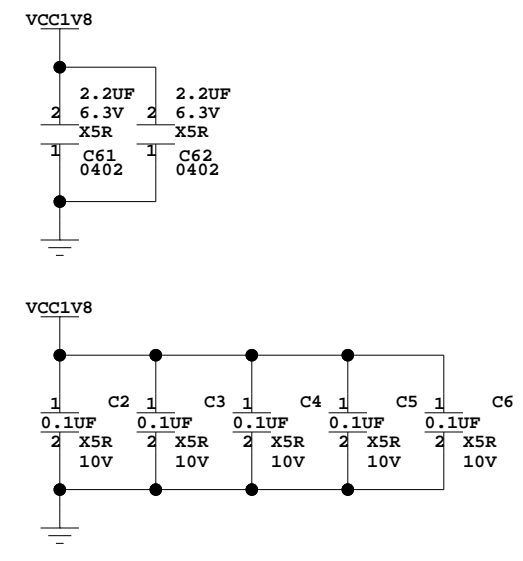 VCC1V8
2.2UF 2.2UF
2 6.3V 2 6.3V
X5R X5R
1 C61 1 C62
0402 0402
VCC1V8
1 C2 1 C3 1 C4 1 C5 1 C6
0.1UF 0.1UF 0.1UF 0.1UF 0.1UF
2 X5R 2 X5R 2 X5R 2 X5R 2 X5R
10V 10V 10V 10V 10V